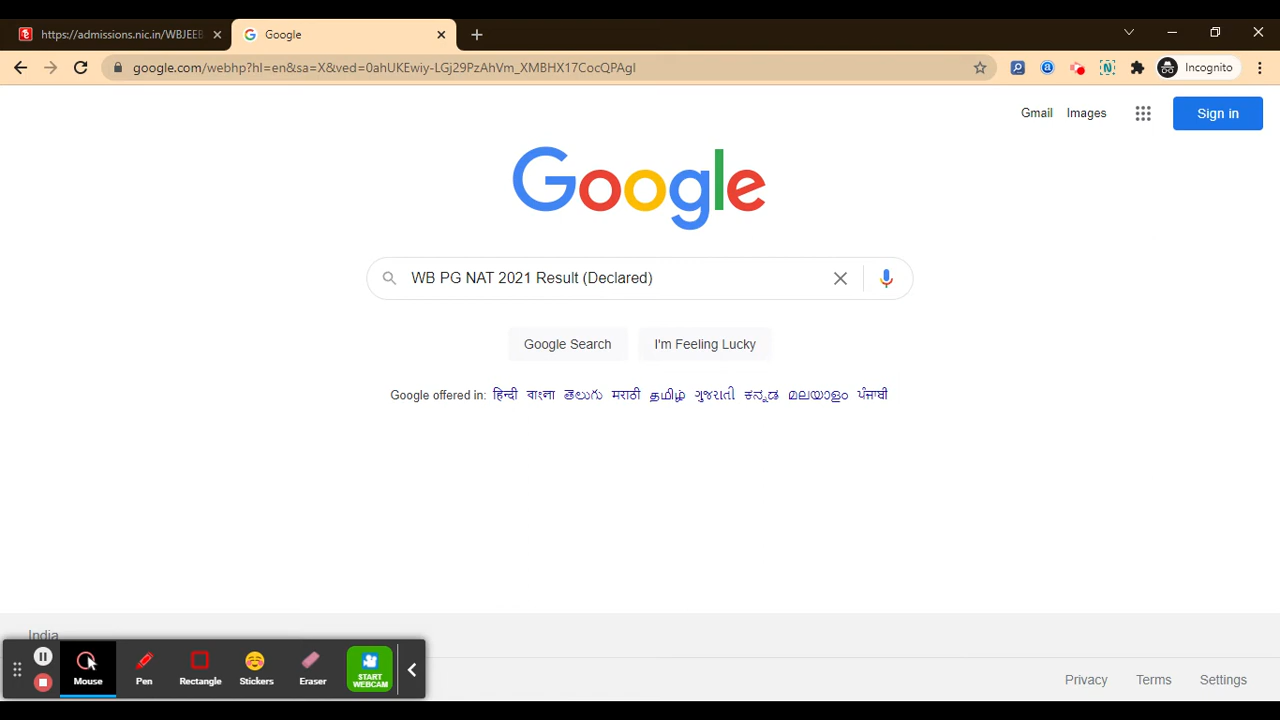 https://admissions.nic.in/WBJEEB
Google
google.com/webhp?hl=en&sa=X&ved=0ahUKEwiy-LGj29PzAhVm_XMBHX17CocQPAgI
Incognito
Gmail Images Sign in
Google
WB PG NAT 2021 Result (Declared)
Google Search I'm Feeling Lucky
Google offered in: हिन्दी বাংলা తెలుగు मराठी தமிழ் ગુજરાતી ಕನ್ನಡ മലയാളം ਪੰਜਾਬੀ
India
Mouse Pen Rectangle Stickers Eraser START WEBCAM
Privacy Terms Settings